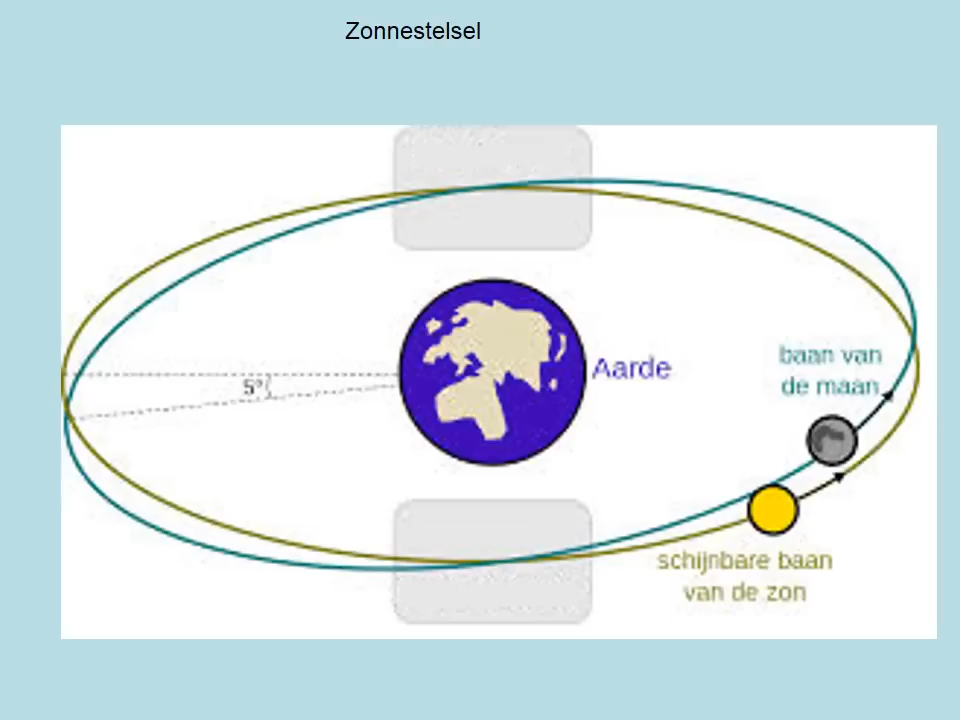 Zonnestelsel
Aarde
5°
baan van
de maan
schijnbare baan
van de zon